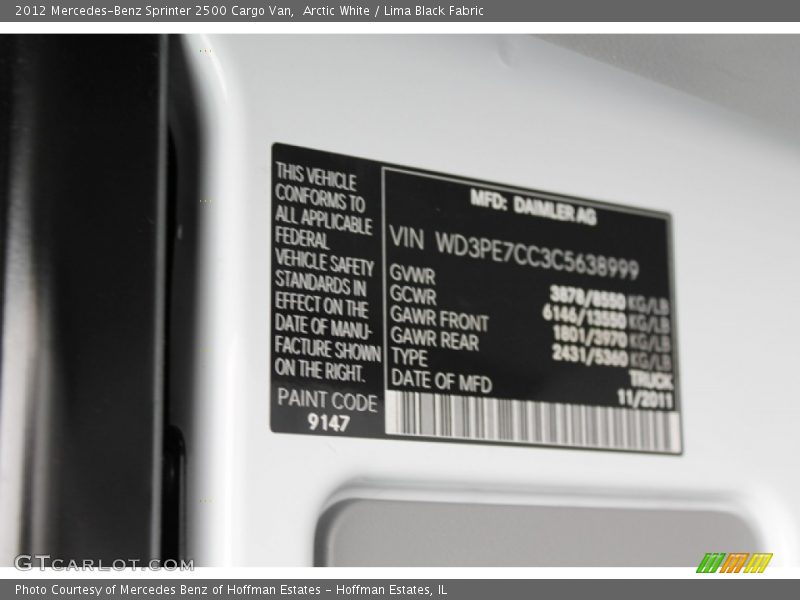 2012 Mercedes-Benz Sprinter 2500 Cargo Van,  Arctic White / Lima Black Fabric
THIS VEHICLE
CONFORMS TO
ALL APPLICABLE
FEDERAL
VEHICLE SAFETY
STANDARDS IN
EFFECT ON THE
DATE OF MANU-
FACTURE SHOWN
ON THE RIGHT.
PAINT CODE
9147
MFD: DAIMLER AG
VIN WD3PE7CC3C5638999
GVWR 3878/8550 KG/LB
GCWR 6146/13550 KG/LB
GAWR FRONT 1801/3970 KG/LB
GAWR REAR 2431/5360 KG/LB
TYPE TRUCK
DATE OF MFD 11/2011
GTCARLOT.COM
Photo Courtesy of Mercedes Benz of Hoffman Estates - Hoffman Estates, IL